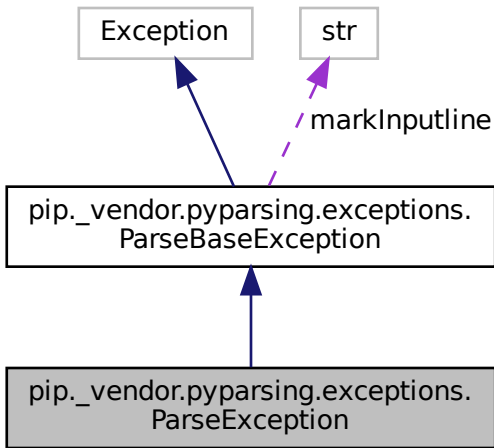 Exception
str
markInputline
pip._vendor.pyparsing.exceptions.
ParseBaseException
pip._vendor.pyparsing.exceptions.
ParseException